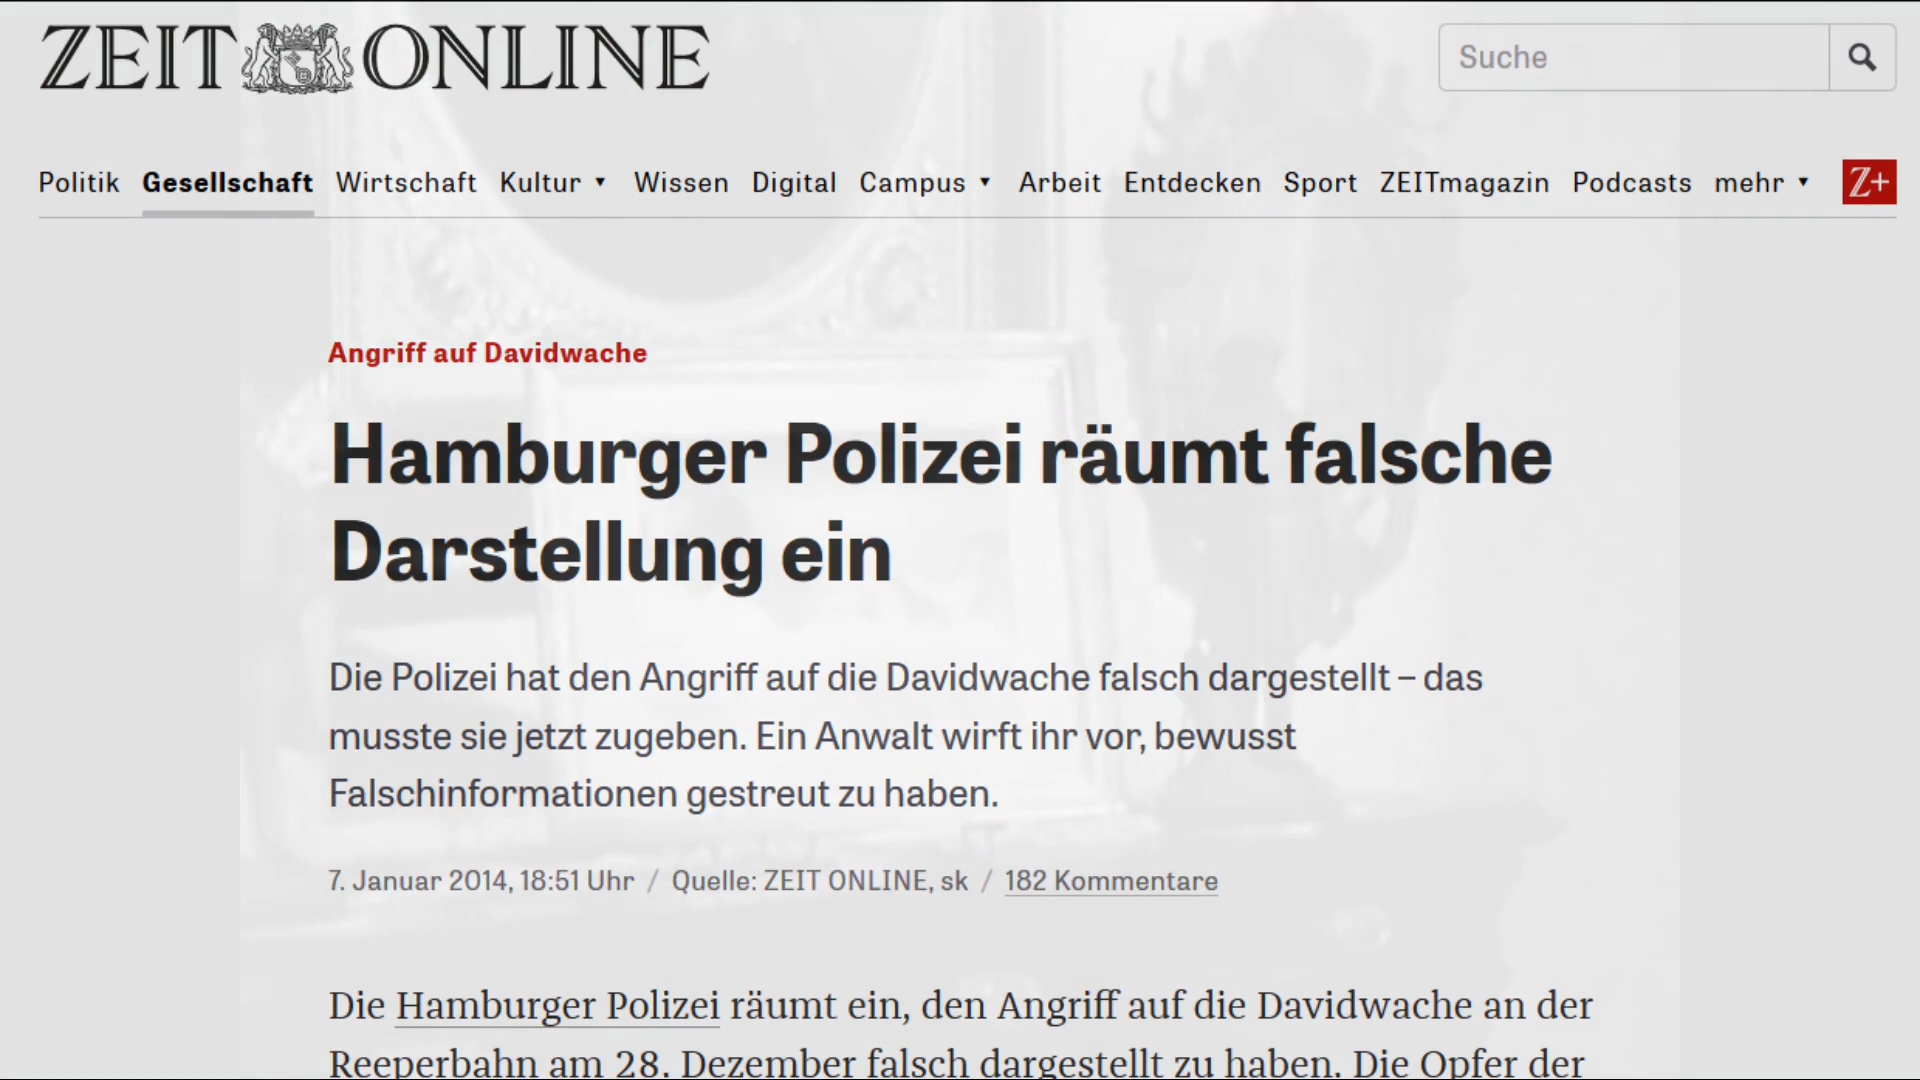 ZEIT ONLINE
Suche
Politik Gesellschaft Wirtschaft Kultur ▼ Wissen Digital Campus ▼ Arbeit Entdecken Sport ZEITmagazin Podcasts mehr ▼ Z+
Angriff auf Davidwache
Hamburger Polizei räumt falsche
Darstellung ein
Die Polizei hat den Angriff auf die Davidwache falsch dargestellt – das
musste sie jetzt zugeben. Ein Anwalt wirft ihr vor, bewusst
Falschinformationen gestreut zu haben.
7. Januar 2014, 18:51 Uhr / Quelle: ZEIT ONLINE, sk / 182 Kommentare
Die Hamburger Polizei räumt ein, den Angriff auf die Davidwache an der
Reeperbahn am 28. Dezember falsch dargestellt zu haben. Die Opfer der